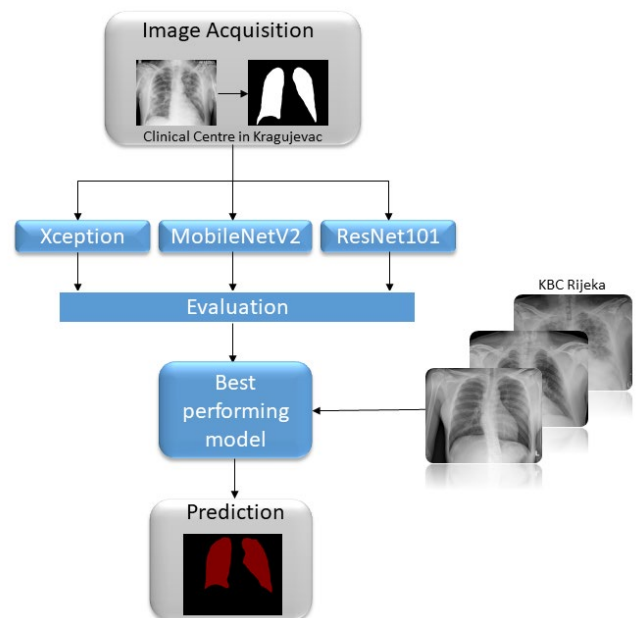 Image Acquisition
Clinical Centre in Kragujevac
Xception
MobileNetV2
ResNet101
Evaluation
KBC Rijeka
Best
performing
model
Prediction